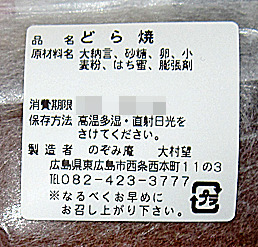 品名 どら焼
原材料名 大納言、砂糖、卵、小
麦粉、はち蜜、膨張剤
消費期限
保存方法 高温多湿・直射日光を
さけてください。
製造者 のぞみ庵 大村望
広島県東広島市西条西本町11の3
TEL082-423-3777
※なるべくお早めに
お召し上がり下さい。
プラ